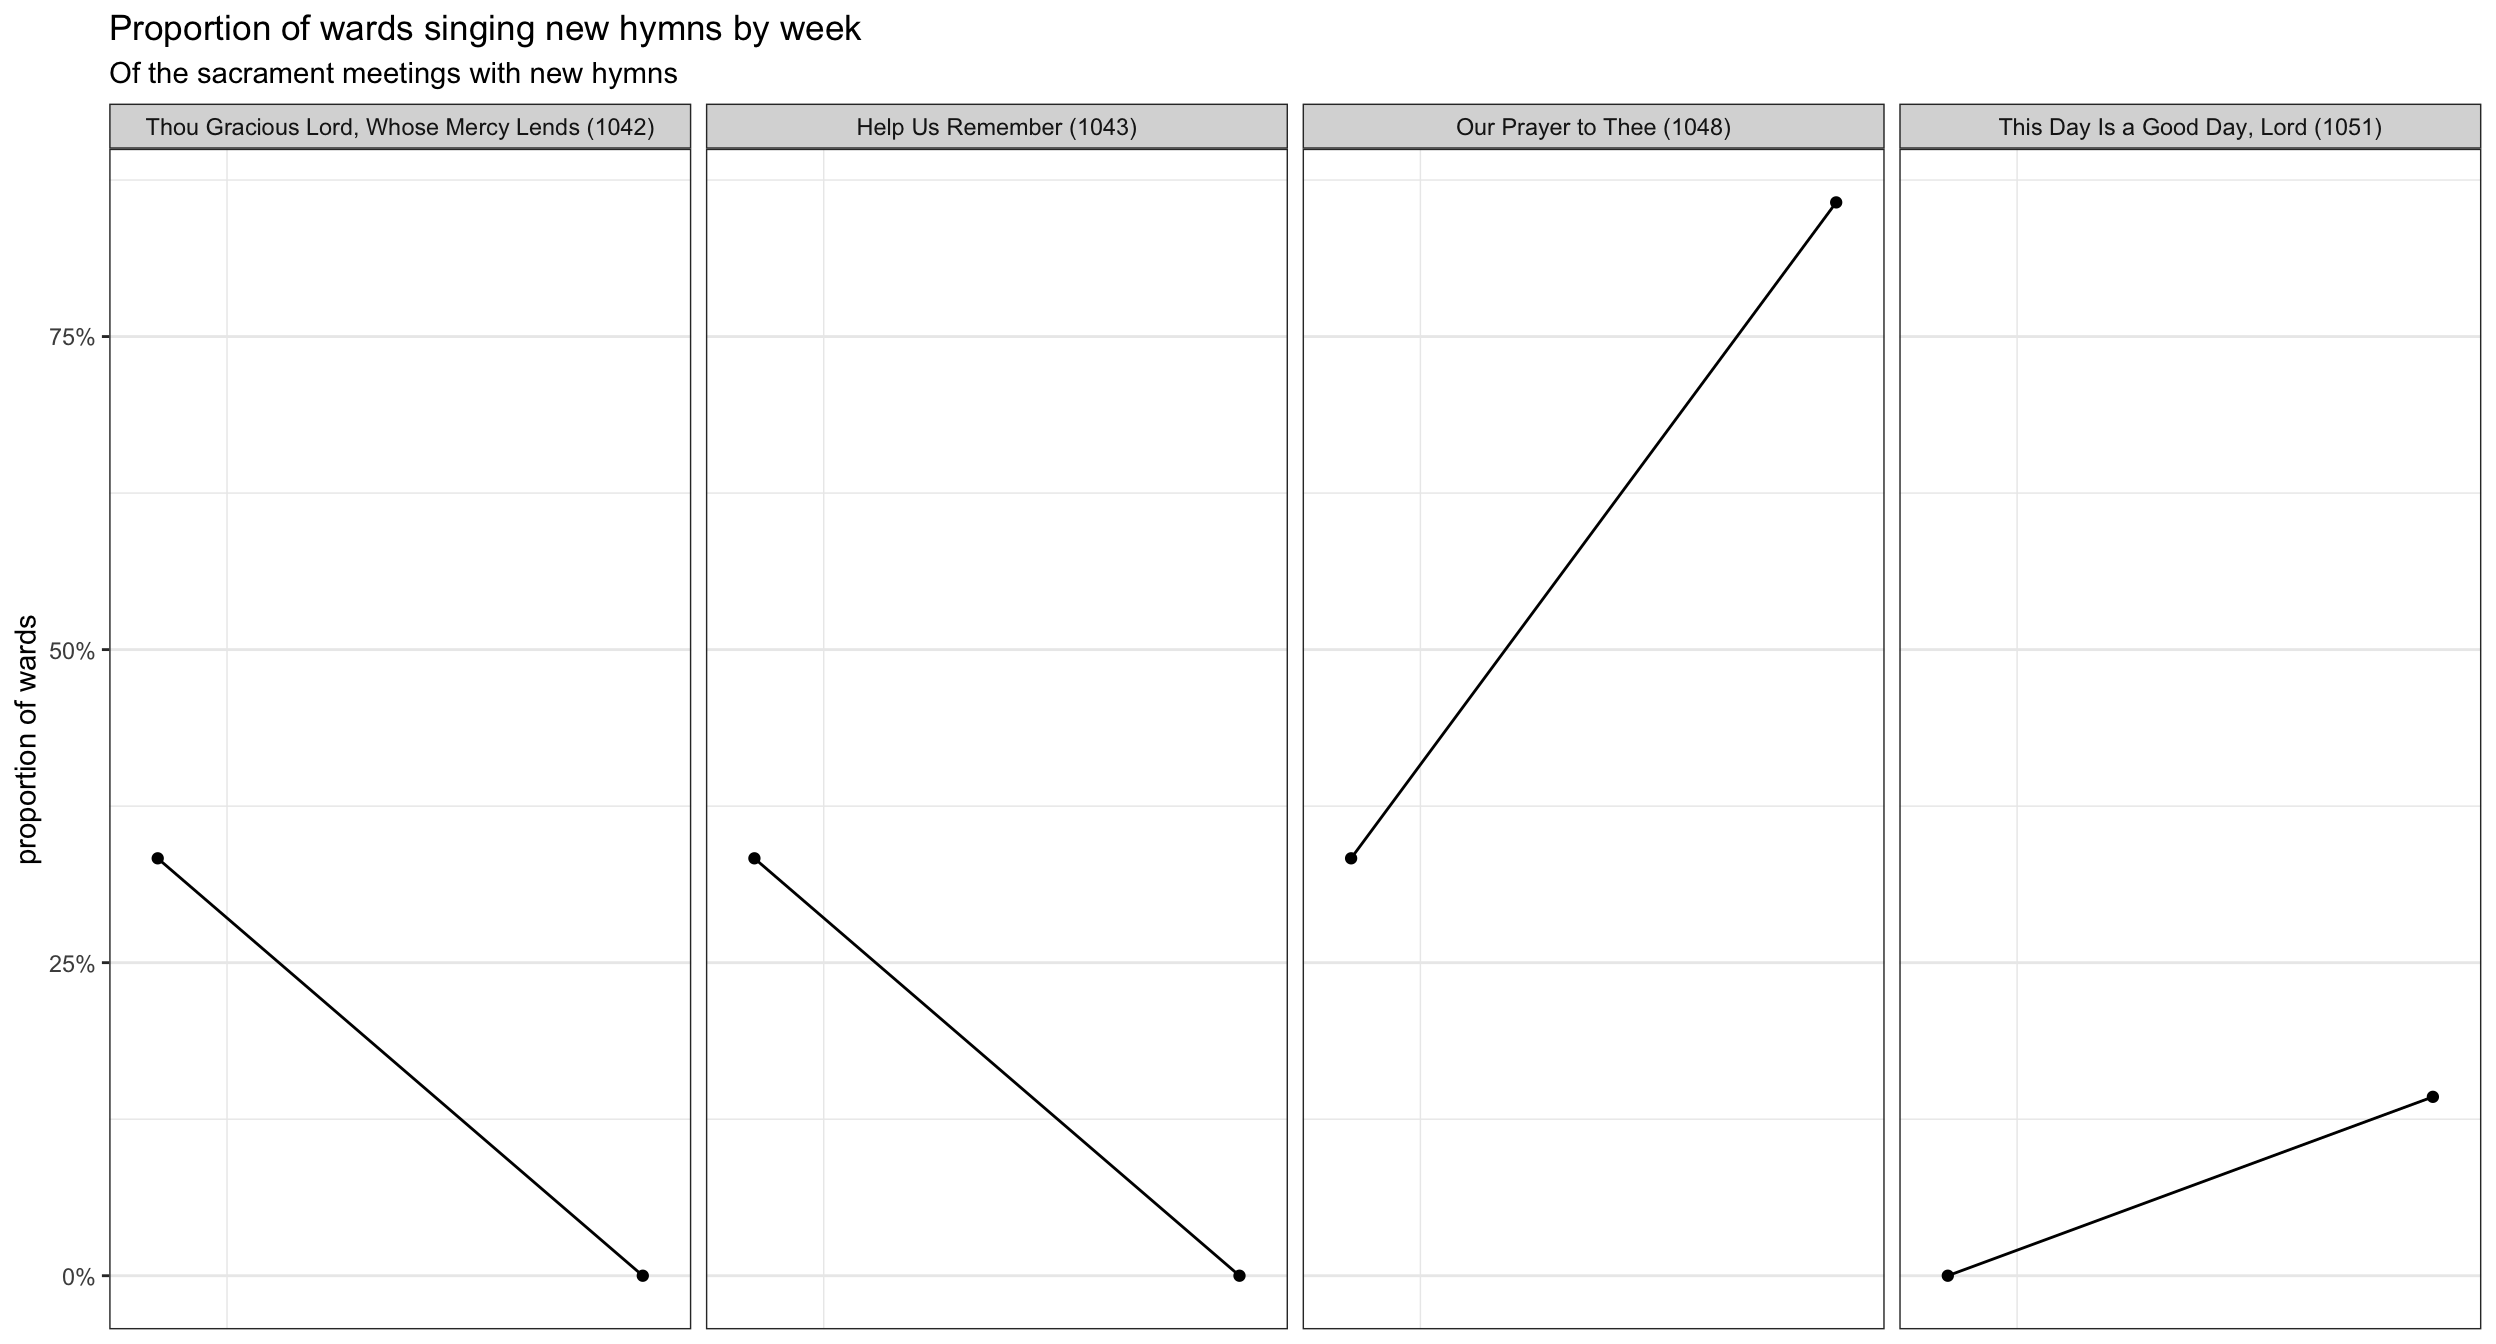 Proportion of wards singing new hymns by week
Of the sacrament meetings with new hymns
Thou Gracious Lord, Whose Mercy Lends (1042)
Help Us Remember (1043)
Our Prayer to Thee (1048)
This Day Is a Good Day, Lord (1051)
proportion of wards
75%
50%
25%
0%